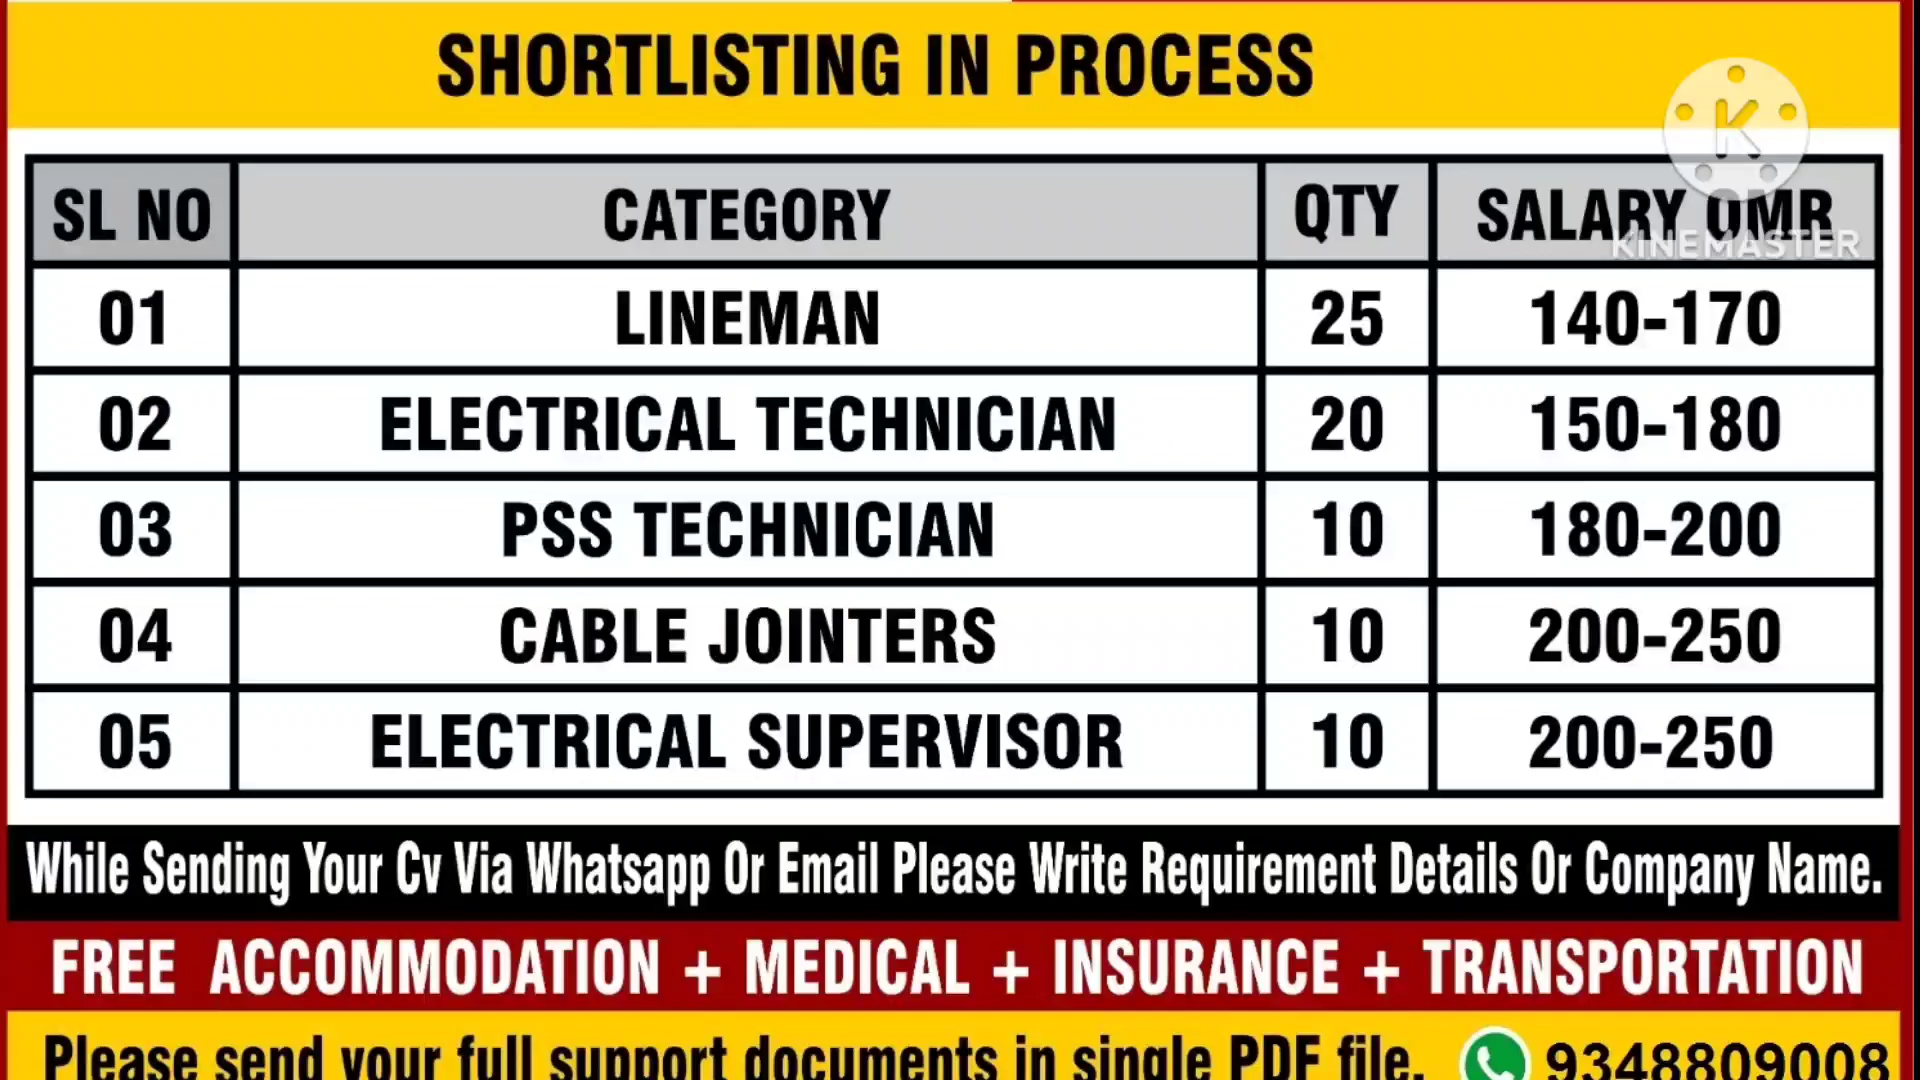 SHORTLISTING IN PROCESS
K
KINEMASTER
SL NO CATEGORY QTY SALARY OMR
01 LINEMAN 25 140-170
02 ELECTRICAL TECHNICIAN 20 150-180
03 PSS TECHNICIAN 10 180-200
04 CABLE JOINTERS 10 200-250
05 ELECTRICAL SUPERVISOR 10 200-250
While Sending Your Cv Via Whatsapp Or Email Please Write Requirement Details Or Company Name.
FREE ACCOMMODATION + MEDICAL + INSURANCE + TRANSPORTATION
Please send your full support documents in single PDF file. 9348809008